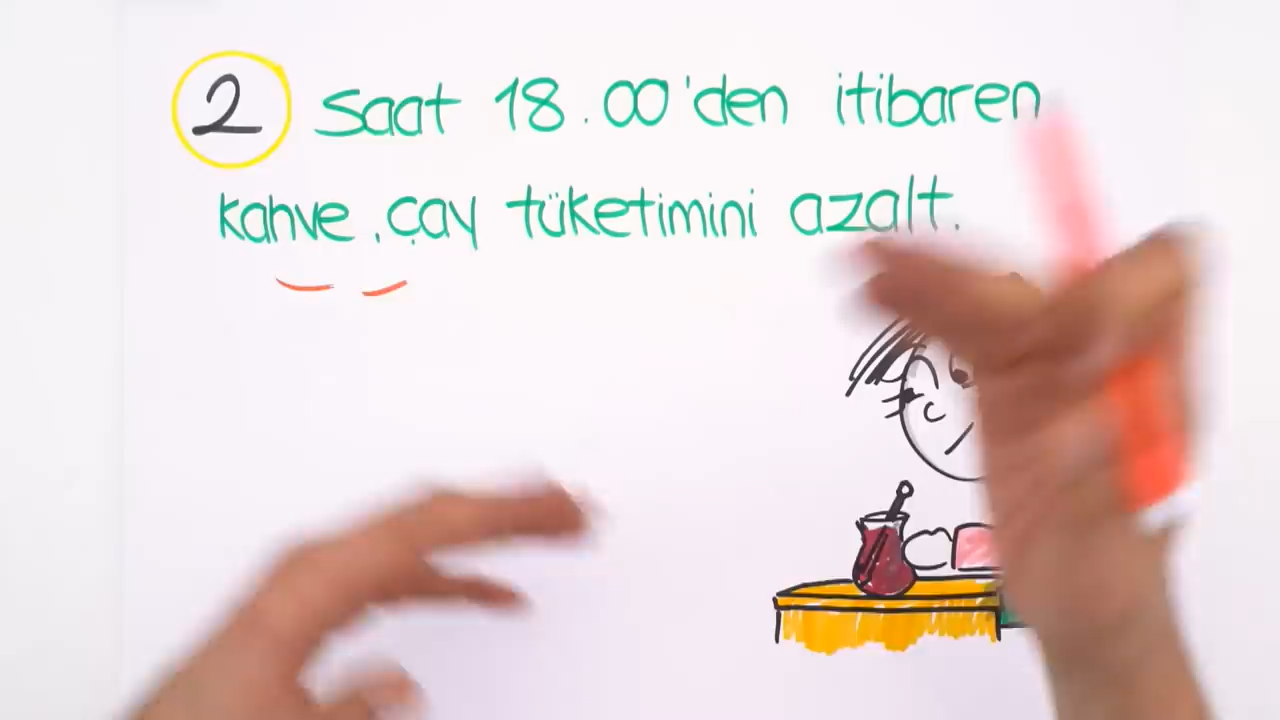 2 Saat 18.00'den itibaren
kahve, çay tüketimini azalt.